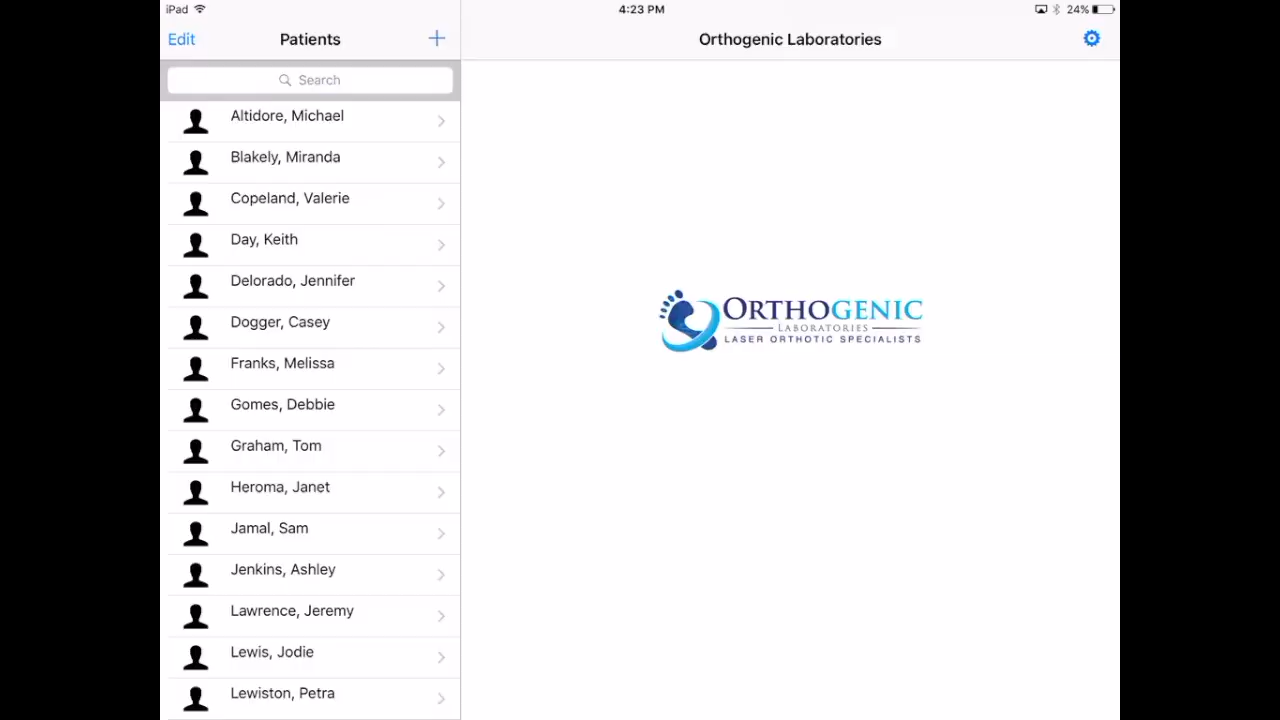 iPad
4:23 PM
24%
Edit
Patients
Orthogenic Laboratories
Search
Altidore, Michael
Blakely, Miranda
Copeland, Valerie
Day, Keith
Delorado, Jennifer
Dogger, Casey
Franks, Melissa
Gomes, Debbie
Graham, Tom
Heroma, Janet
Jamal, Sam
Jenkins, Ashley
Lawrence, Jeremy
Lewis, Jodie
Lewiston, Petra
ORTHOGENIC
LABORATORIES
LASER ORTHOTIC SPECIALISTS